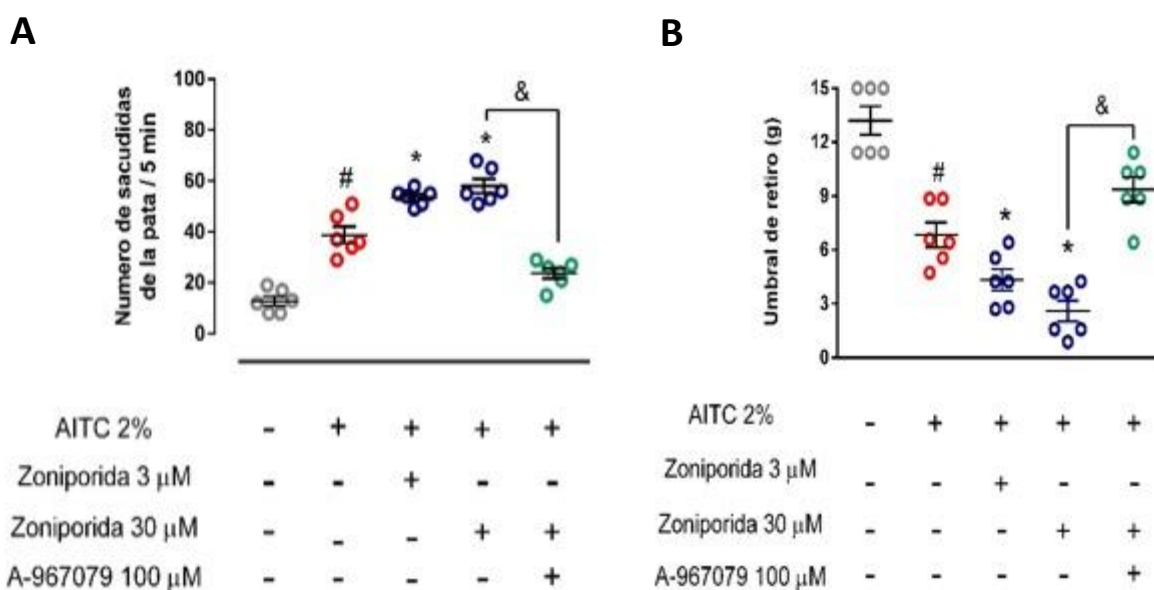 A
B
Numero de sacudidas
de la pata / 5 min
100
80
60
40
20
0
#
*
*
&
AITC 2% - + + + +
Zoniporida 3 µM - - + - -
Zoniporida 30 µM - - - + +
A-967079 100 µM - - - - +
Umbral de retiro (g)
15
12
9
6
3
0
#
*
*
&
AITC 2% - + + + +
Zoniporida 3 µM - - + - -
Zoniporida 30 µM - - - + +
A-967079 100 µM - - - - +